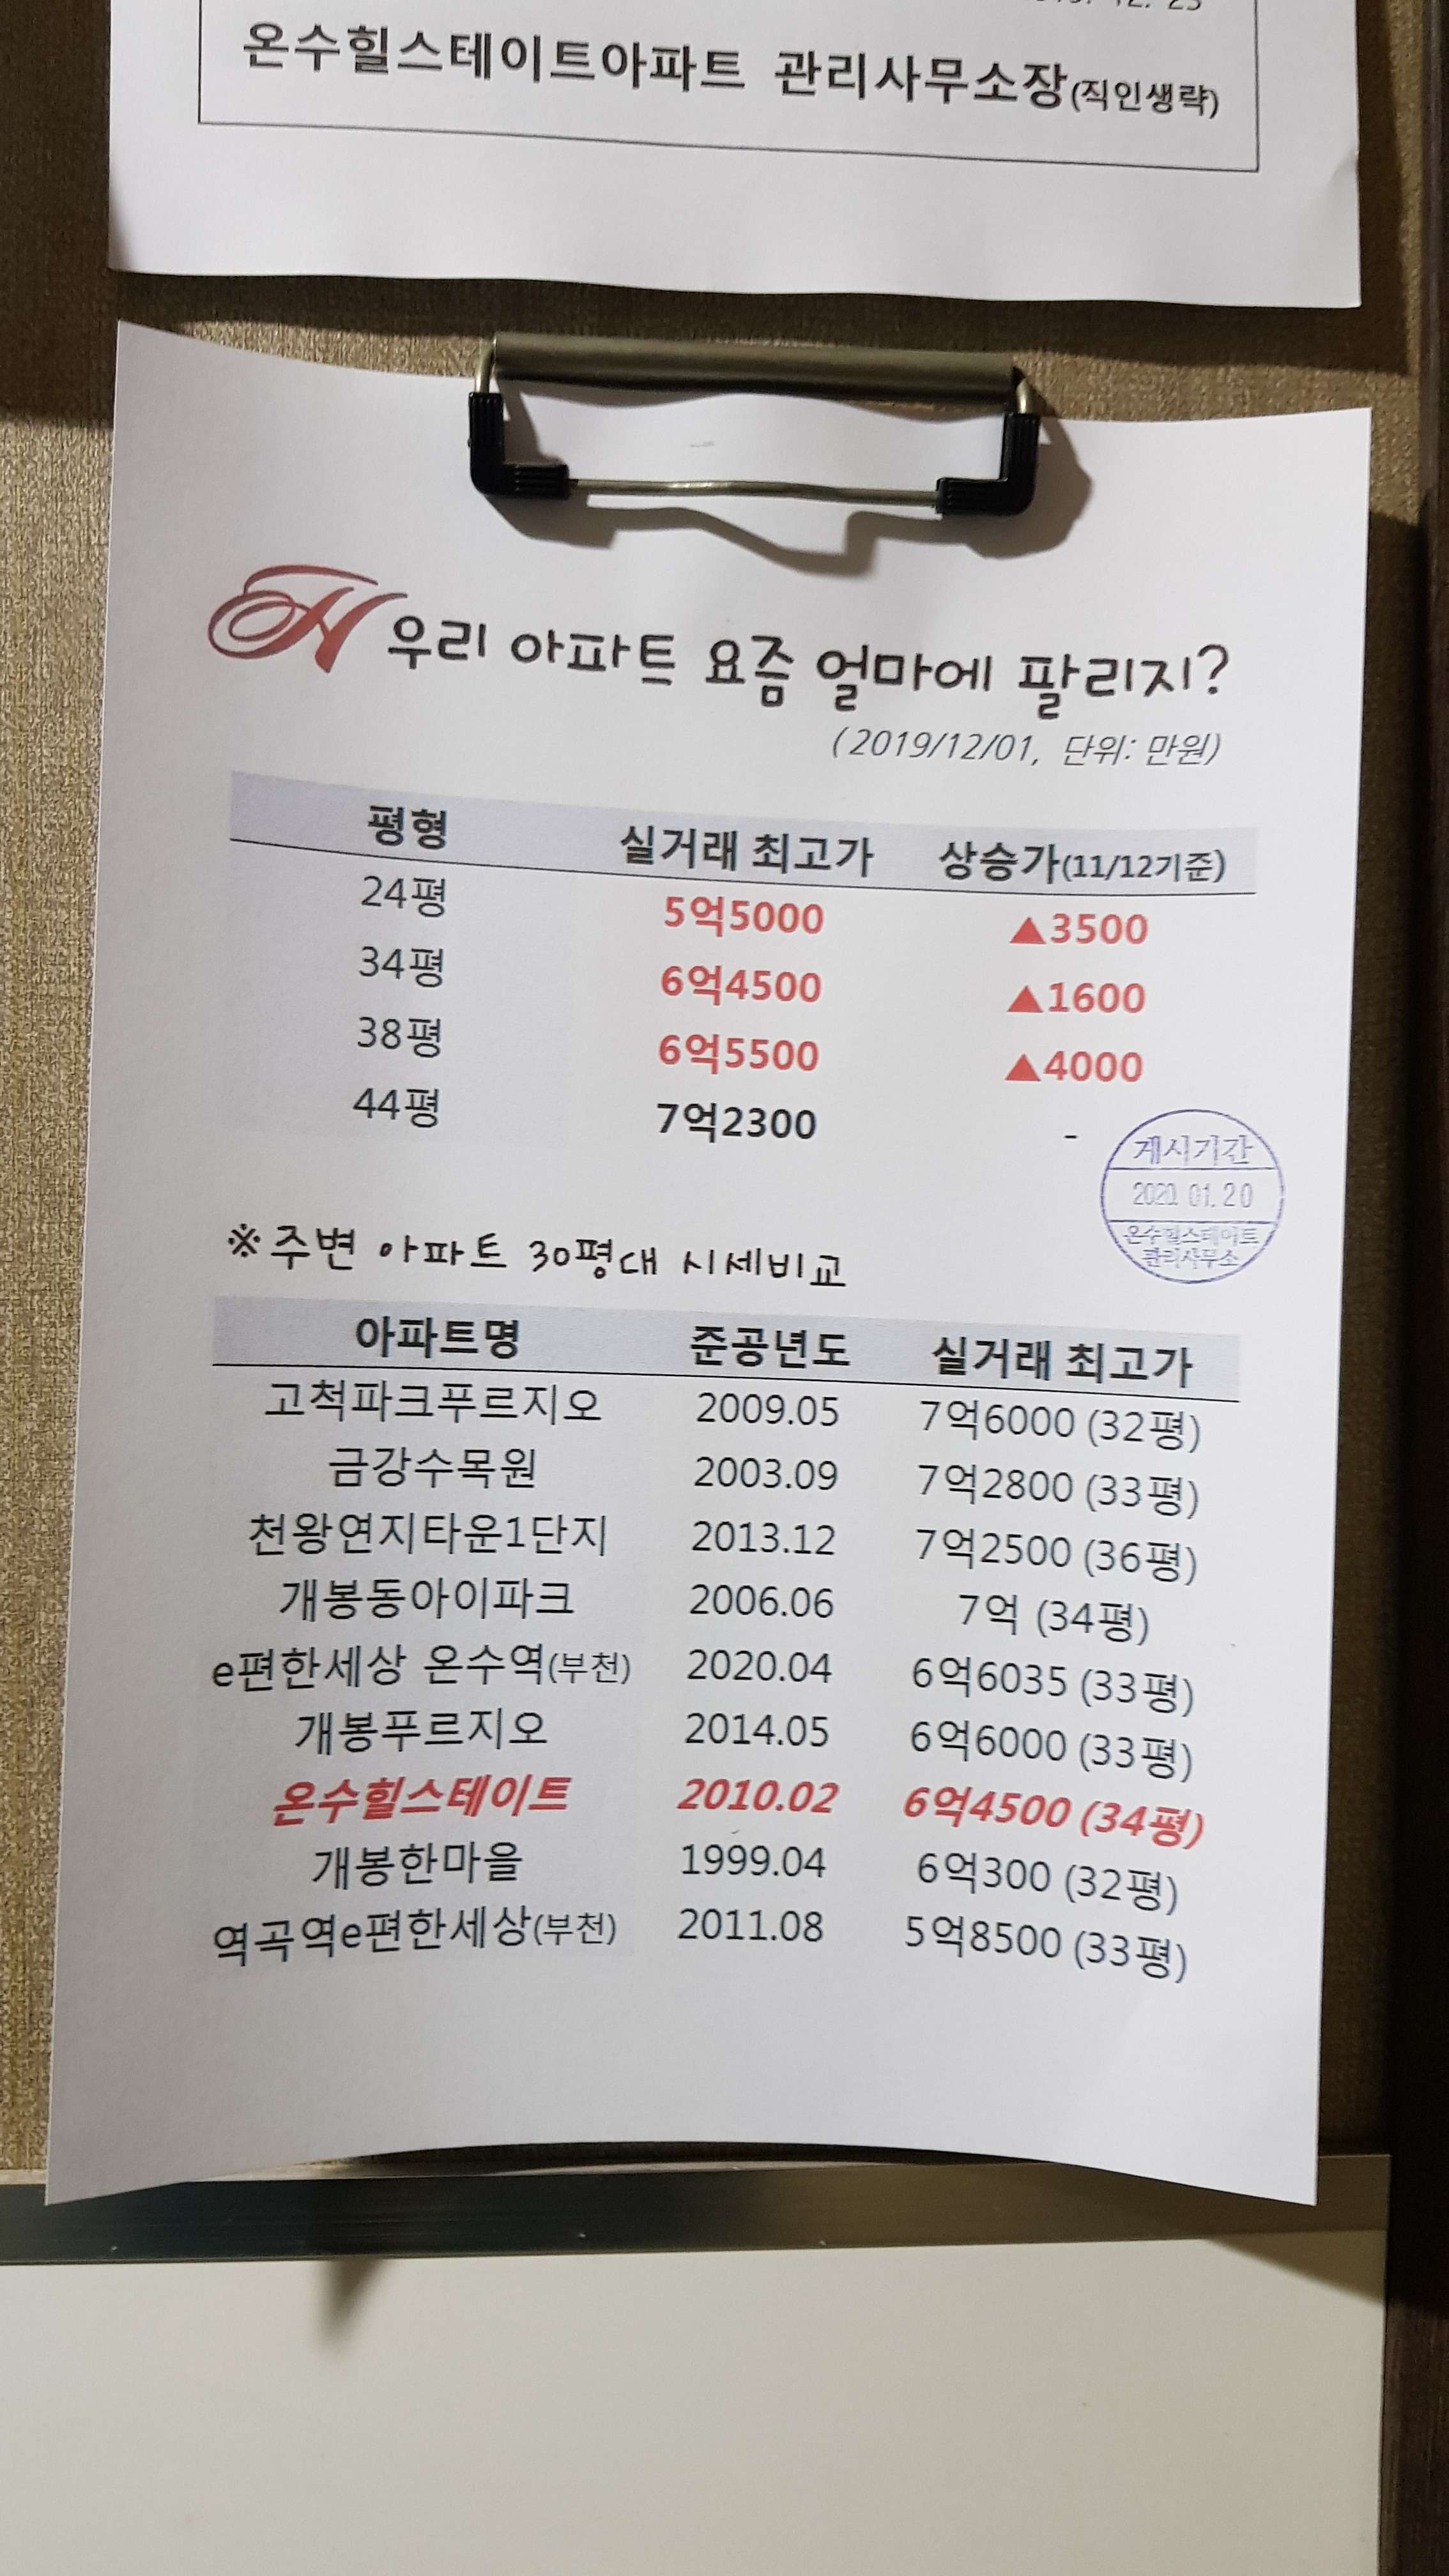 온수힐스테이트아파트 관리사무소장(직인생략)
H 우리 아파트 요즘 얼마에 팔리지?
(2019/12/01, 단위: 만원)
평형 실거래 최고가 상승가(11/12기준)
24평 5억5000 ▲3500
34평 6억4500 ▲1600
38평 6억5500 ▲4000
44평 7억2300 -
게시기간
2020. 01. 20
온수힐스테이트
관리사무소
※주변 아파트 30평대 시세비교
아파트명 준공년도 실거래 최고가
고척파크푸르지오 2009.05 7억6000 (32평)
금강수목원 2003.09 7억2800 (33평)
천왕연지타운1단지 2013.12 7억2500 (36평)
개봉동아이파크 2006.06 7억 (34평)
e편한세상 온수역(부천) 2020.04 6억6035 (33평)
개봉푸르지오 2014.05 6억6000 (33평)
온수힐스테이트 2010.02 6억4500 (34평)
개봉한마을 1999.04 6억300 (32평)
역곡역e편한세상(부천) 2011.08 5억8500 (33평)